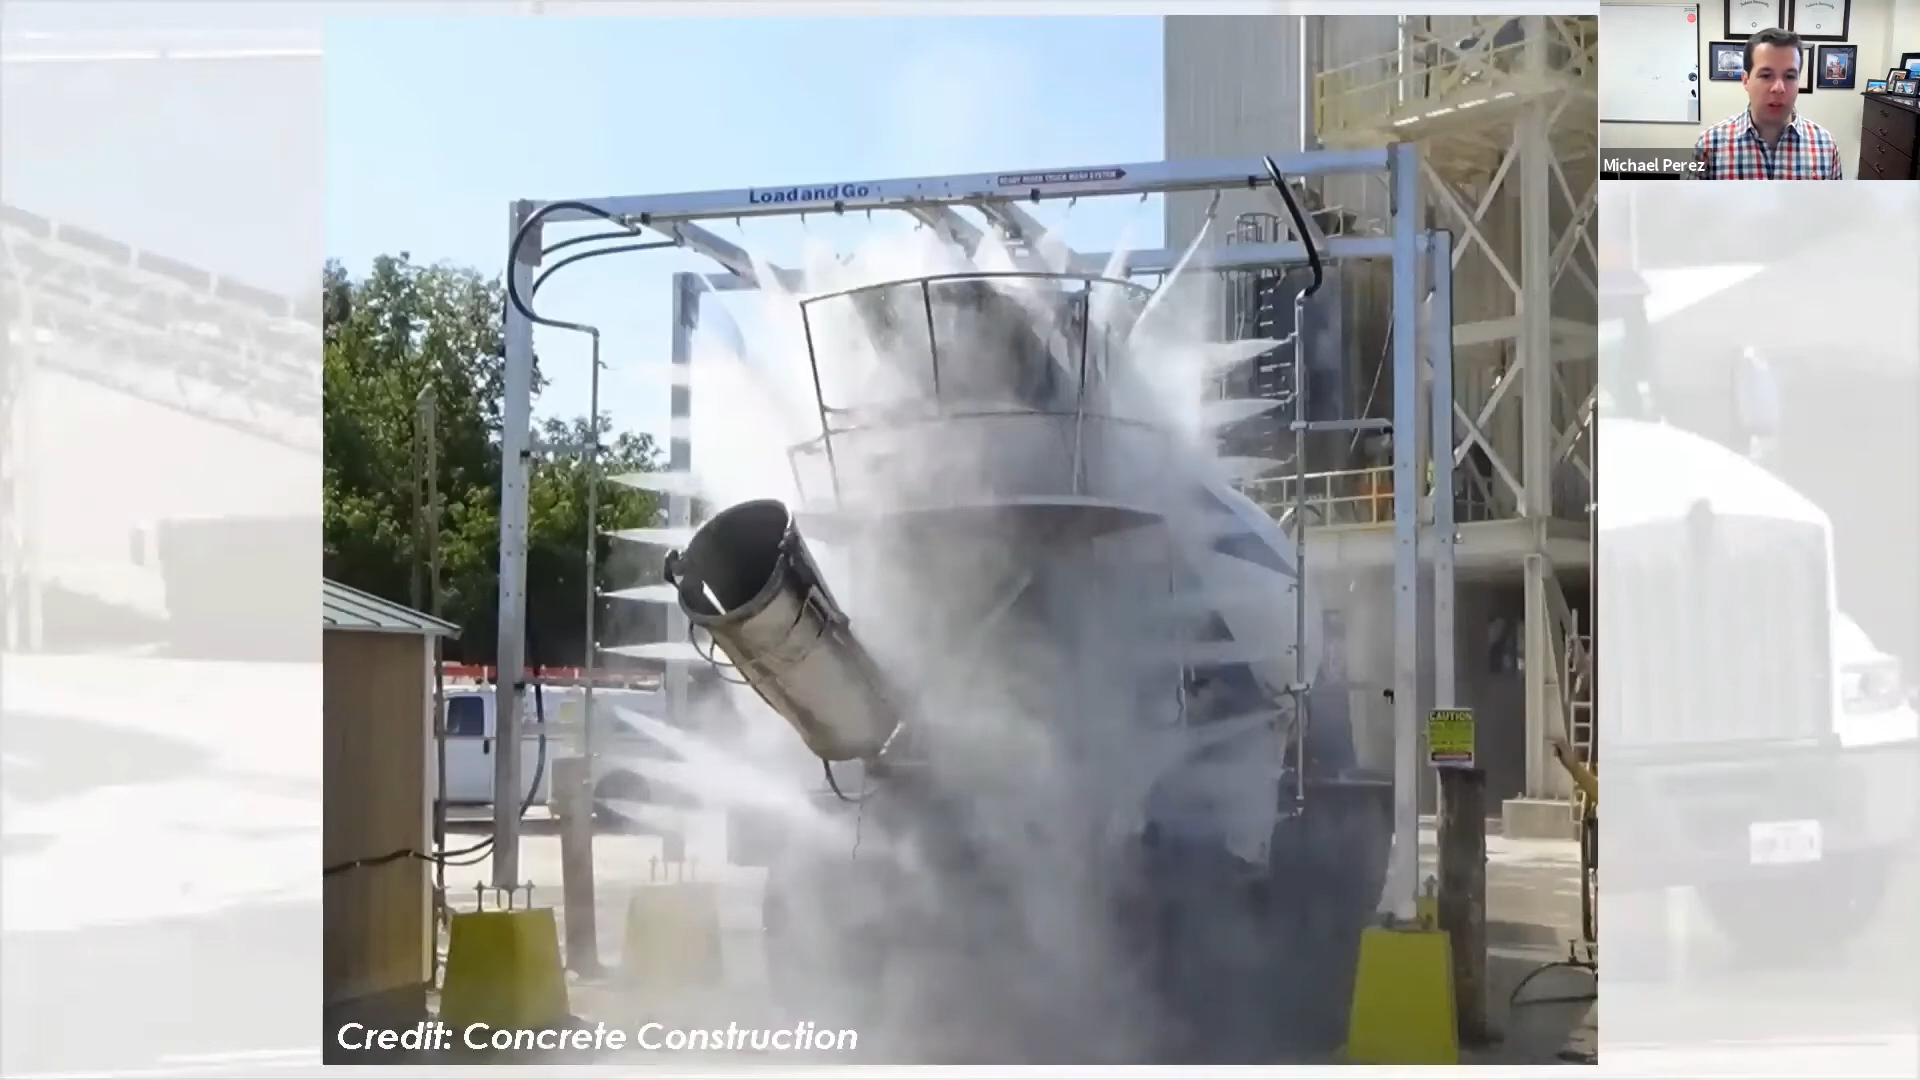 LoadandGo
READY MIXED TRUCK WASH SYSTEM
Michael Perez
CAUTION
Credit: Concrete Construction